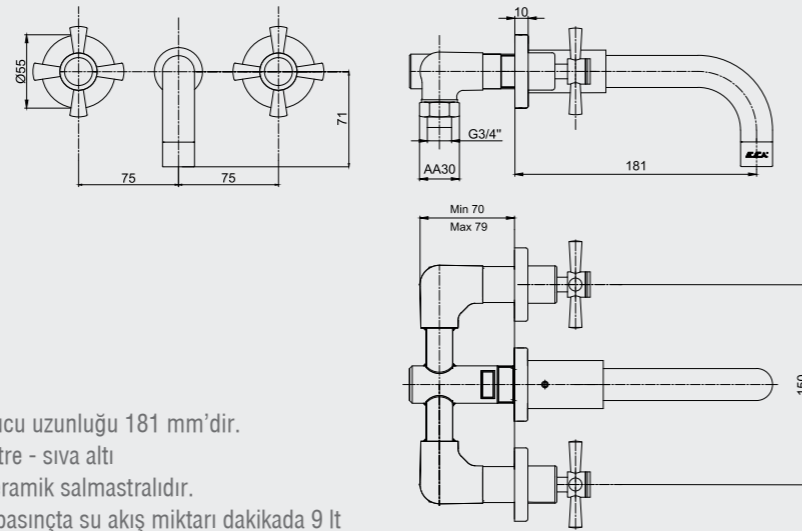 10
Ø55
71
G3/4"
AA30
75
75
181
Min 70
Max 79
150
ucu uzunluğu 181 mm’dir.
tre - sıva altı
ramik salmastralıdır.
basınçta su akış miktarı dakikada 9 lt